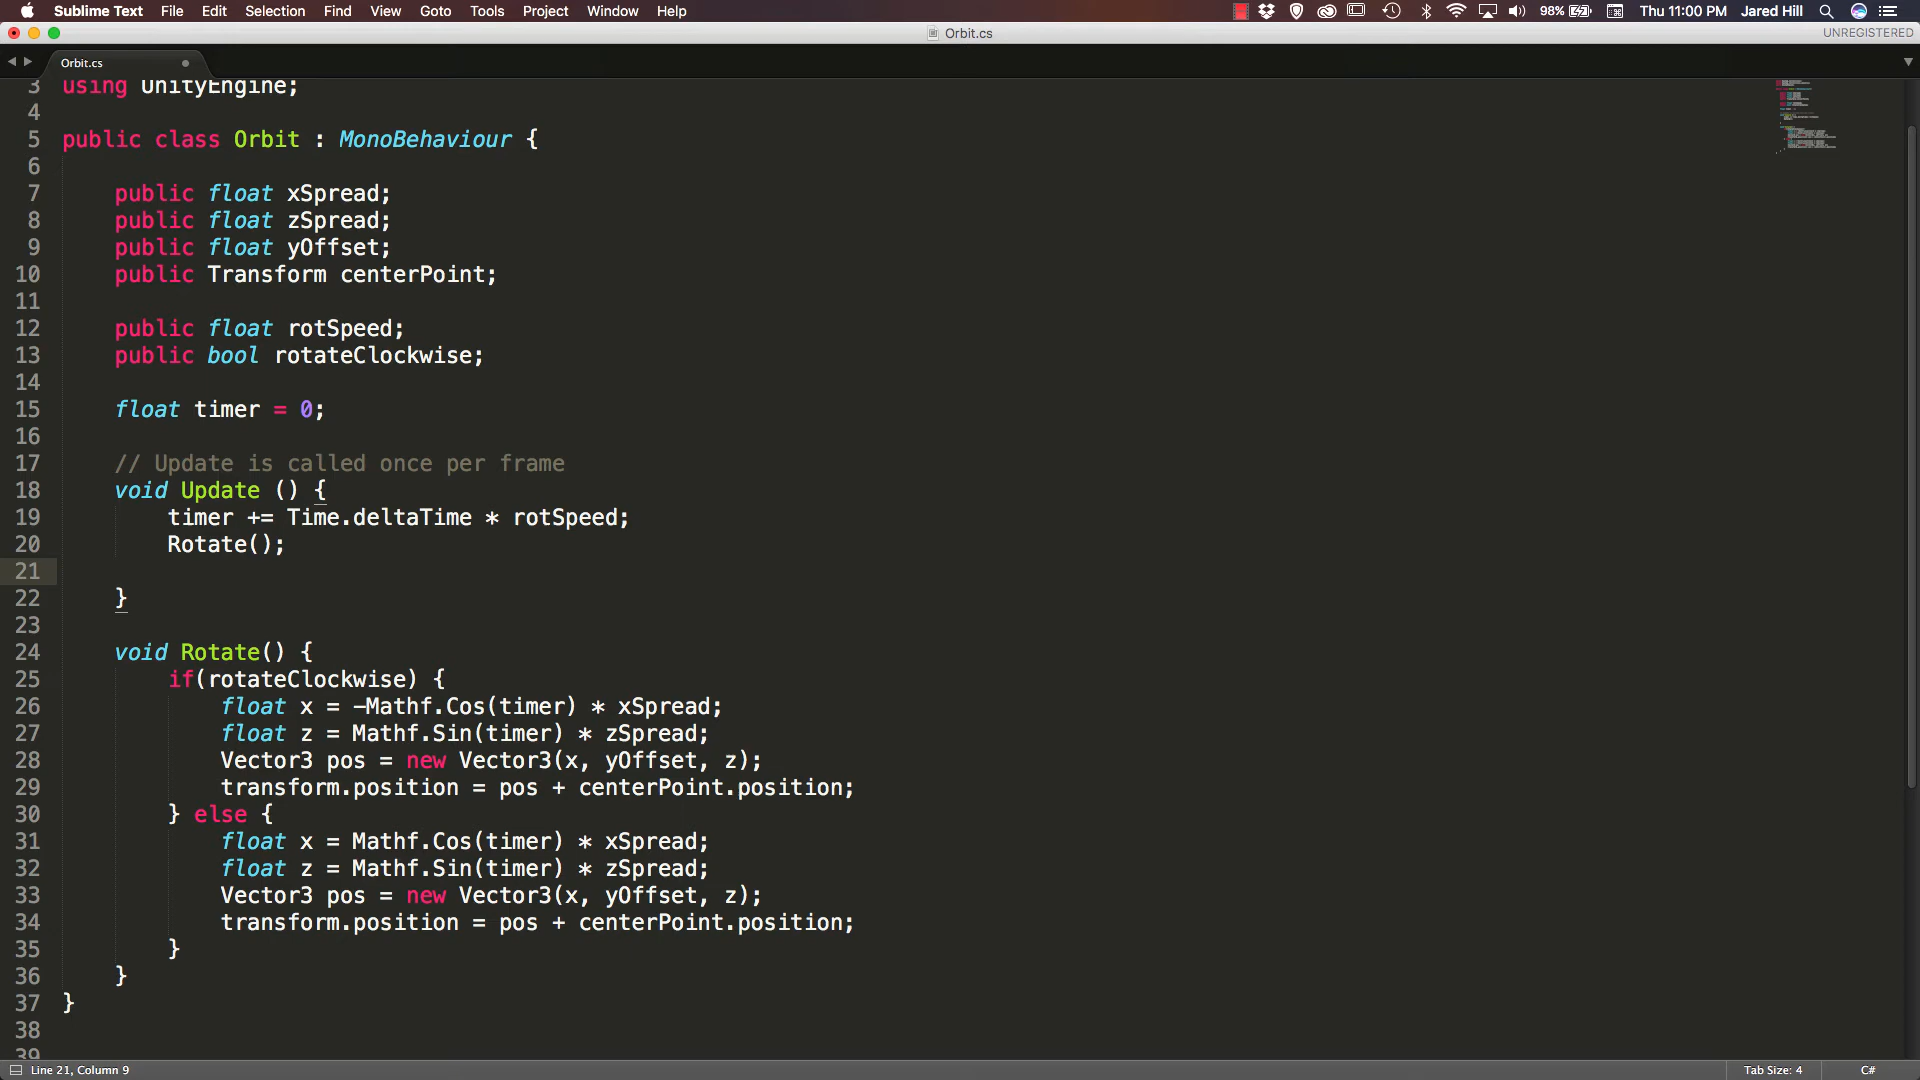 Sublime Text File Edit Selection Find View Goto Tools Project Window Help 98% Thu 11:00 PM Jared Hill
Orbit.cs UNREGISTERED
Orbit.cs
3 using UnityEngine;
4
5 public class Orbit : MonoBehaviour {
6
7 public float xSpread;
8 public float zSpread;
9 public float yOffset;
10 public Transform centerPoint;
11
12 public float rotSpeed;
13 public bool rotateClockwise;
14
15 float timer = 0;
16
17 // Update is called once per frame
18 void Update () {
19 timer += Time.deltaTime * rotSpeed;
20 Rotate();
21
22 }
23
24 void Rotate() {
25 if(rotateClockwise) {
26 float x = -Mathf.Cos(timer) * xSpread;
27 float z = Mathf.Sin(timer) * zSpread;
28 Vector3 pos = new Vector3(x, yOffset, z);
29 transform.position = pos + centerPoint.position;
30 } else {
31 float x = Mathf.Cos(timer) * xSpread;
32 float z = Mathf.Sin(timer) * zSpread;
33 Vector3 pos = new Vector3(x, yOffset, z);
34 transform.position = pos + centerPoint.position;
35 }
36 }
37 }
38
39
Line 21, Column 9 Tab Size: 4 C#